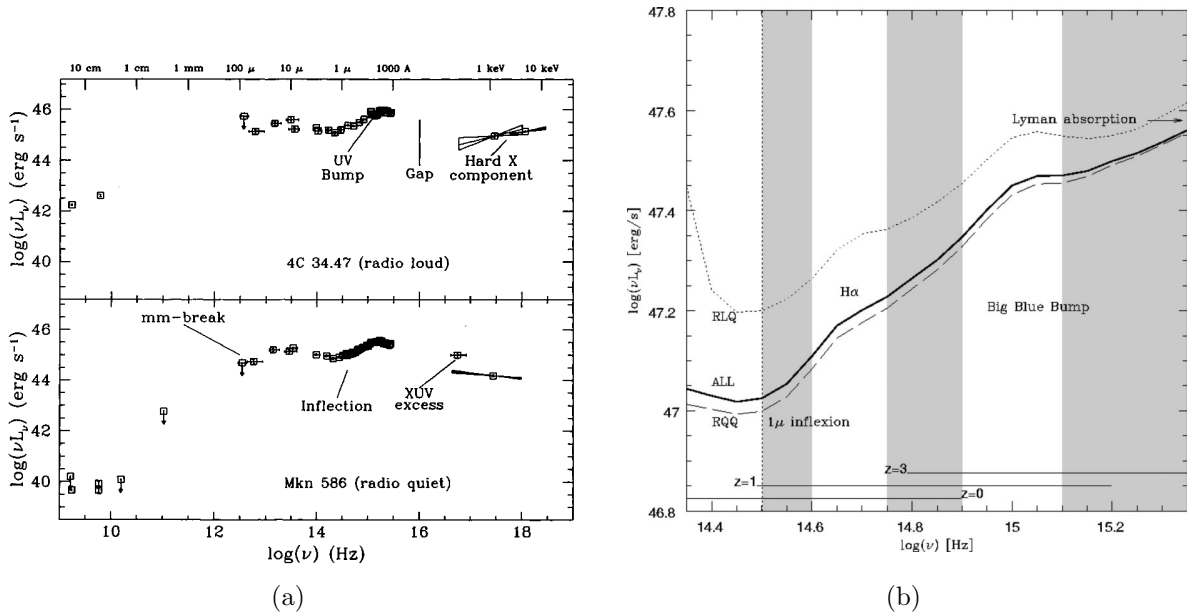 10 cm 1 cm 1 mm 100 μ 10 μ 1 μ 1000 A 1 keV 10 keV
46
44
42
40
log(νLν) (erg s⁻¹)
UV
Bump
Gap
Hard X
component
4C 34.47 (radio loud)
46
44
42
40
log(νLν) (erg s⁻¹)
mm-break
Inflection
XUV
excess
Mkn 586 (radio quiet)
10 12 14 16 18
log(ν) (Hz)
(a)
47.8
47.6
47.4
47.2
47
46.8
log(νLν) [erg/s]
Lyman absorption
Hα
Big Blue Bump
RLQ
ALL
RQQ
1μ inflexion
z=3
z=1
z=0
14.4 14.6 14.8 15 15.2
log(ν) [Hz]
(b)